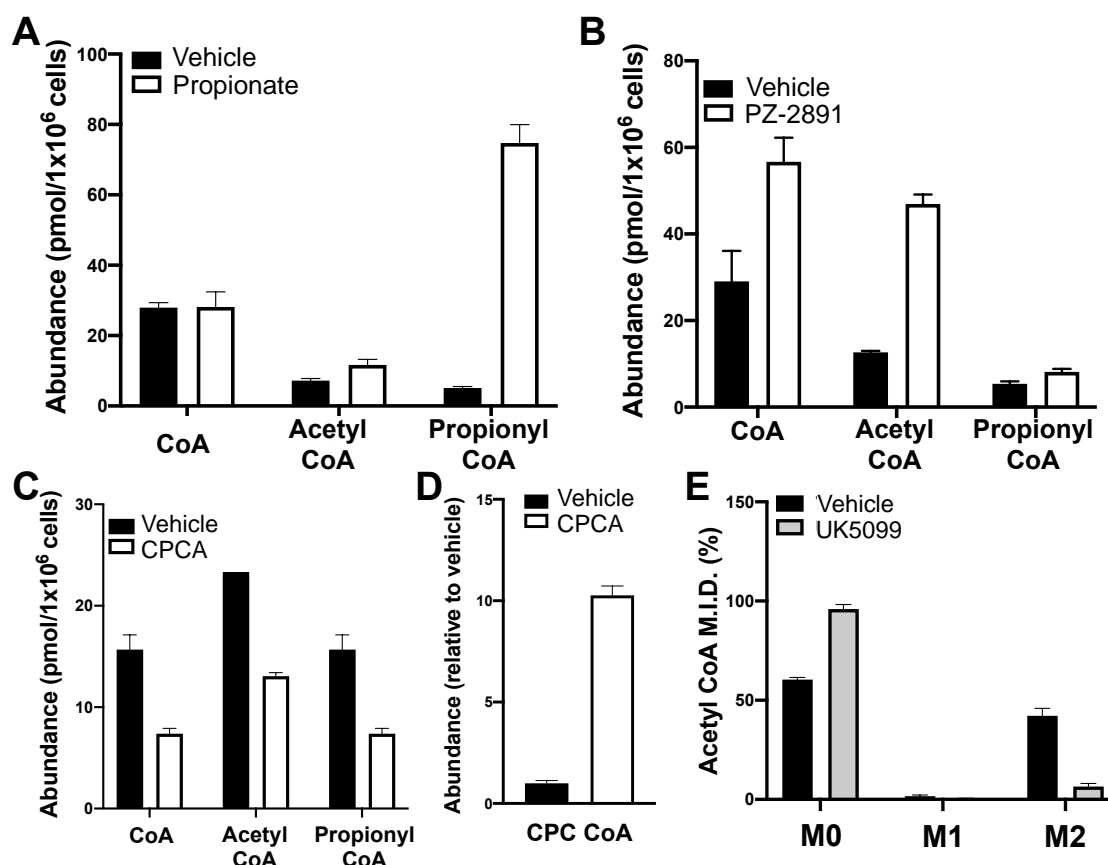 A
Abundance (pmol/1x10⁶ cells)
100
80
60
40
20
0
Vehicle
Propionate
CoA
Acetyl
CoA
Propionyl
CoA
B
Abundance (pmol/1x10⁶ cells)
80
60
40
20
0
Vehicle
PZ-2891
CoA
Acetyl
CoA
Propionyl
CoA
C
Abundance (pmol/1x10⁶ cells)
30
20
10
0
Vehicle
CPCA
CoA
Acetyl
CoA
Propionyl
CoA
D
Abundance (relative to vehicle)
15
10
5
0
Vehicle
CPCA
CPC CoA
E
Acetyl CoA M.I.D. (%)
150
100
50
0
Vehicle
UK5099
M0
M1
M2